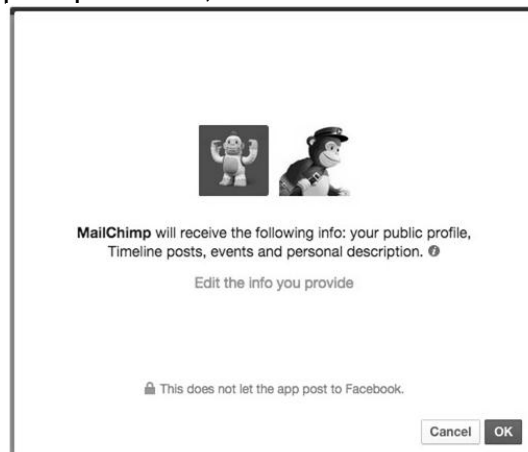 MailChimp will receive the following info: your public profile,
Timeline posts, events and personal description.
Edit the info you provide
This does not let the app post to Facebook.
Cancel OK